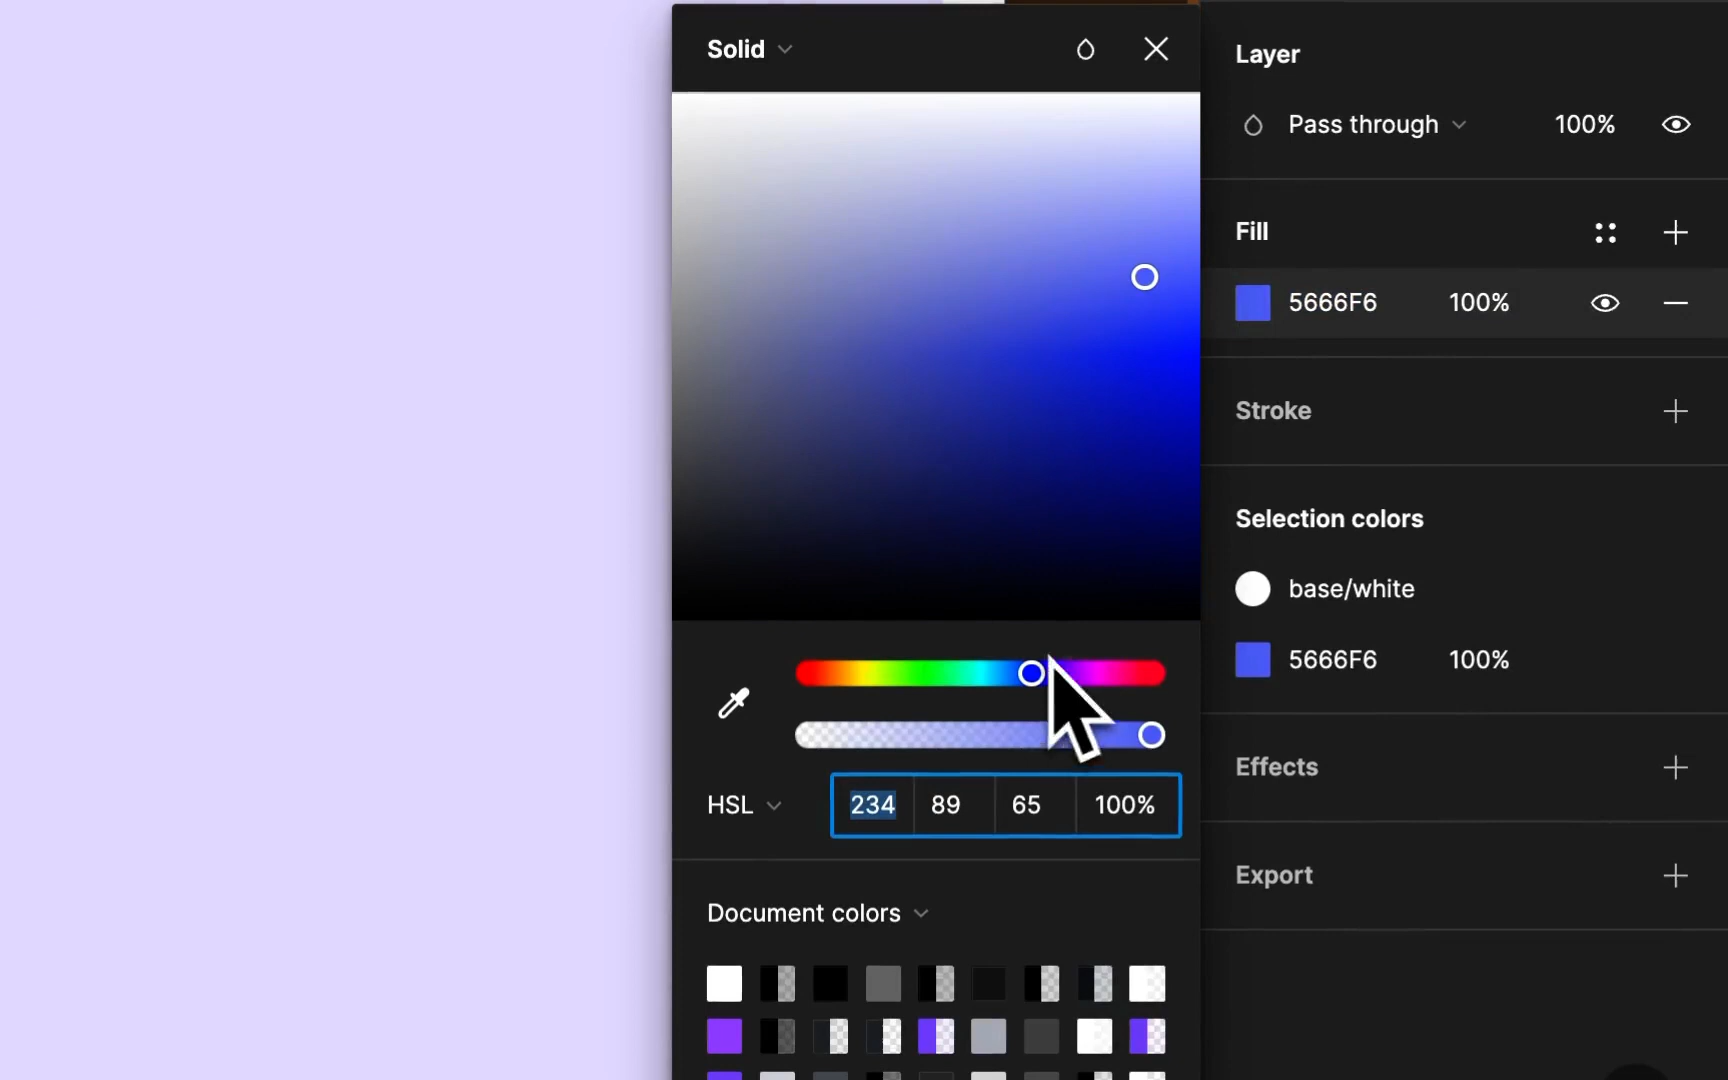 Solid
HSL 234 89 65 100%
Document colors
Layer
Pass through 100%
Fill
5666F6 100%
Stroke
Selection colors
base/white
5666F6 100%
Effects
Export